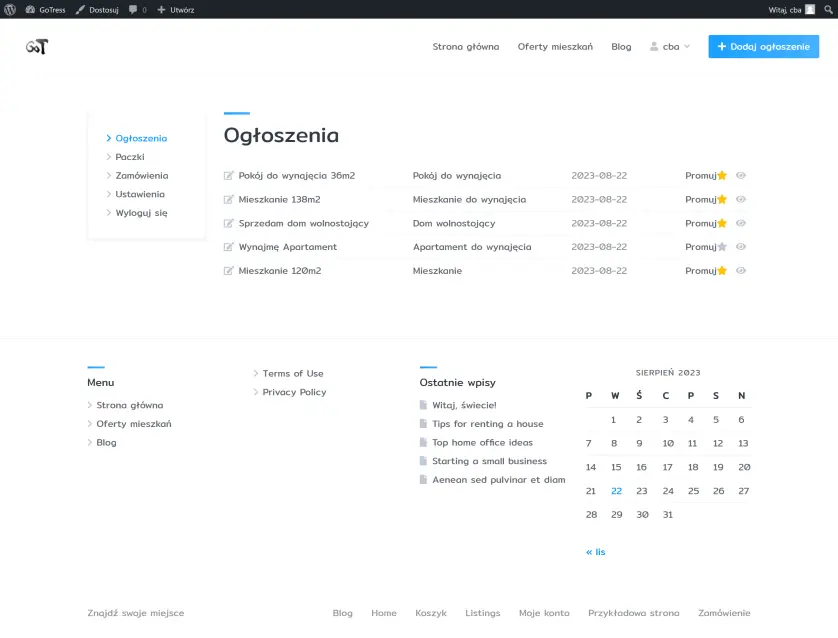 GoTress Dostosuj 0 Utwórz Witaj, cba
GoT
Strona główna Oferty mieszkań Blog cba Dodaj ogłoszenie
Ogłoszenia
Paczki
Zamówienia
Ustawienia
Wyloguj się
Ogłoszenia
Pokój do wynajęcia 36m2 Pokój do wynajęcia 2023-08-22 Promuj
Mieszkanie 138m2 Mieszkanie do wynajęcia 2023-08-22 Promuj
Sprzedam dom wolnostojący Dom wolnostojący 2023-08-22 Promuj
Wynajmę Apartament Apartament do wynajęcia 2023-08-22 Promuj
Mieszkanie 120m2 Mieszkanie 2023-08-22 Promuj
Menu
Strona główna
Oferty mieszkań
Blog
Terms of Use
Privacy Policy
Ostatnie wpisy
Witaj, świecie!
Tips for renting a house
Top home office ideas
Starting a small business
Aenean sed pulvinar et diam
SIERPIEŃ 2023
P W Ś C P S N
1 2 3 4 5 6
7 8 9 10 11 12 13
14 15 16 17 18 19 20
21 22 23 24 25 26 27
28 29 30 31
« lis
Znajdź swoje miejsce Blog Home Koszyk Listings Moje konto Przykładowa strona Zamówienie